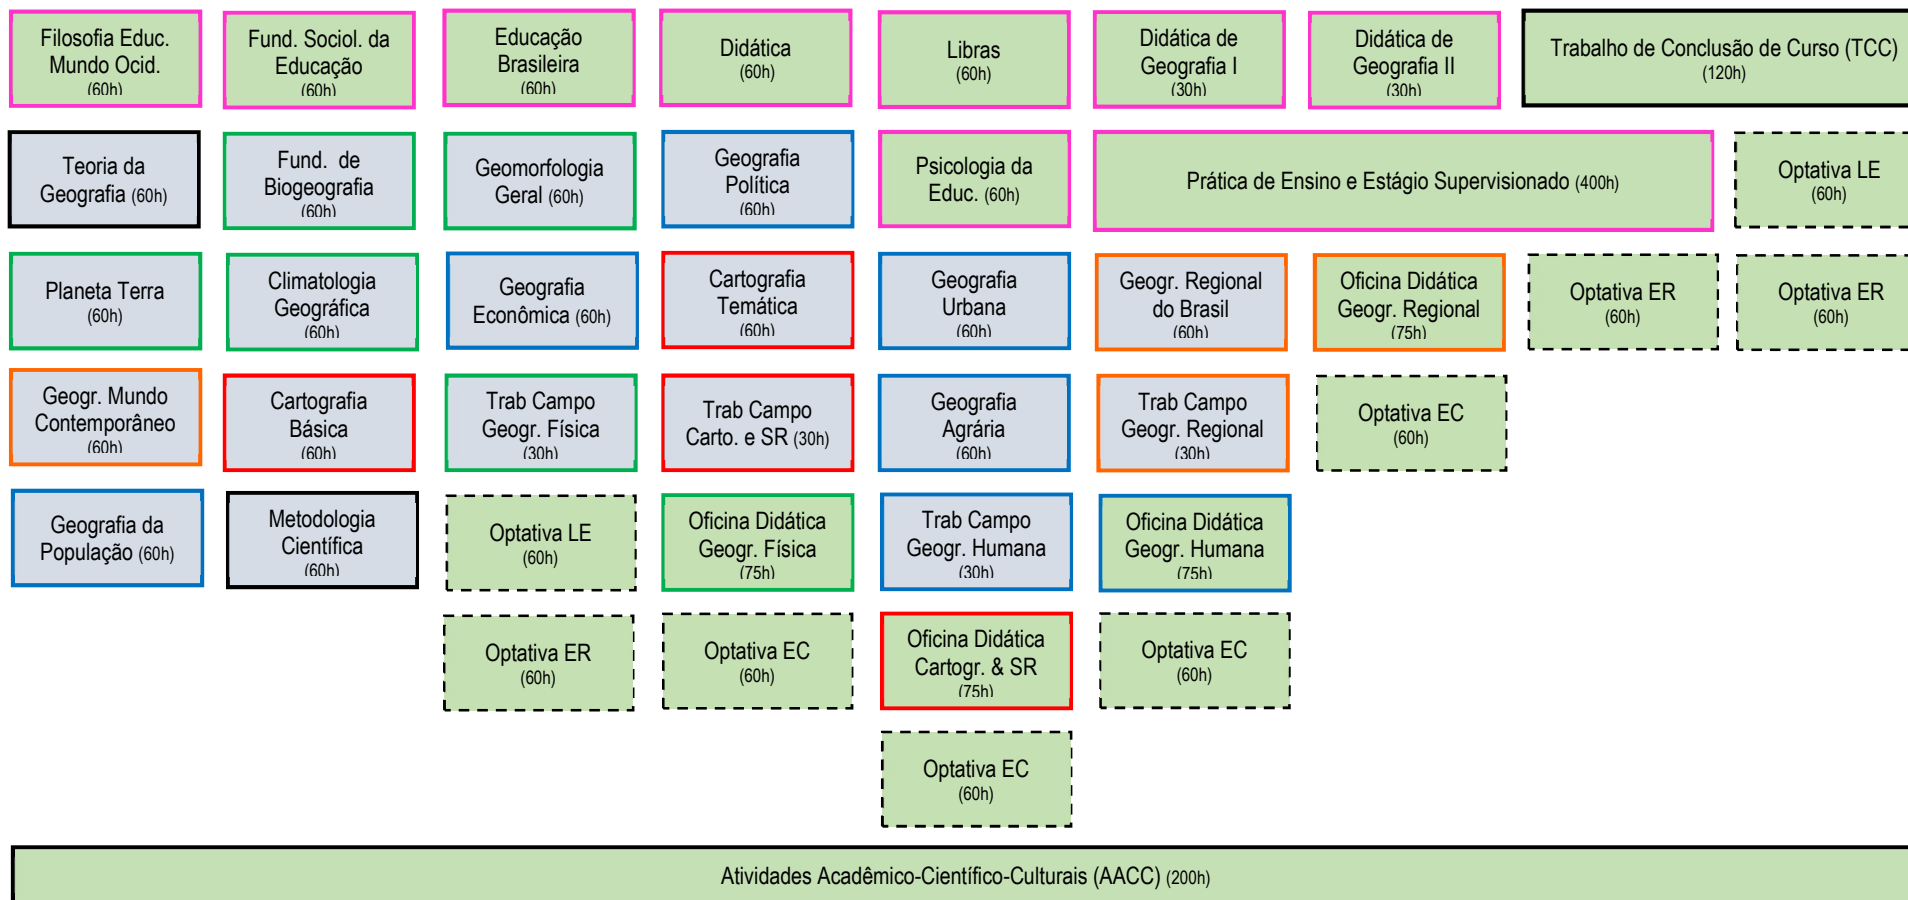 Filosofia Educ.
Mundo Ocid.
(60h)
Fund. Sociol. da
Educação
(60h)
Educação
Brasileira
(60h)
Didática
(60h)
Libras
(60h)
Didática de
Geografia I
(30h)
Didática de
Geografia II
(30h)
Trabalho de Conclusão de Curso (TCC)
(120h)
Teoria da
Geografia (60h)
Fund. de
Biogeografia
(60h)
Geomorfologia
Geral (60h)
Geografia
Política
(60h)
Psicologia da
Educ. (60h)
Prática de Ensino e Estágio Supervisionado (400h)
Optativa LE
(60h)
Planeta Terra
(60h)
Climatologia
Geográfica
(60h)
Geografia
Econômica (60h)
Cartografia
Temática
(60h)
Geografia
Urbana
(60h)
Geogr. Regional
do Brasil
(60h)
Oficina Didática
Geogr. Regional
(75h)
Optativa ER
(60h)
Optativa ER
(60h)
Geogr. Mundo
Contemporâneo
(60h)
Cartografia
Básica
(60h)
Trab Campo
Geogr. Física
(30h)
Trab Campo
Carto. e SR (30h)
Geografia
Agrária
(60h)
Trab Campo
Geogr. Regional
(30h)
Optativa EC
(60h)
Geografia da
População (60h)
Metodologia
Científica
(60h)
Optativa LE
(60h)
Oficina Didática
Geogr. Física
(75h)
Trab Campo
Geogr. Humana
(30h)
Oficina Didática
Geogr. Humana
(75h)
Optativa ER
(60h)
Optativa EC
(60h)
Oficina Didática
Cartogr. & SR
(75h)
Optativa EC
(60h)
Optativa EC
(60h)
Atividades Acadêmico-Científico-Culturais (AACC) (200h)